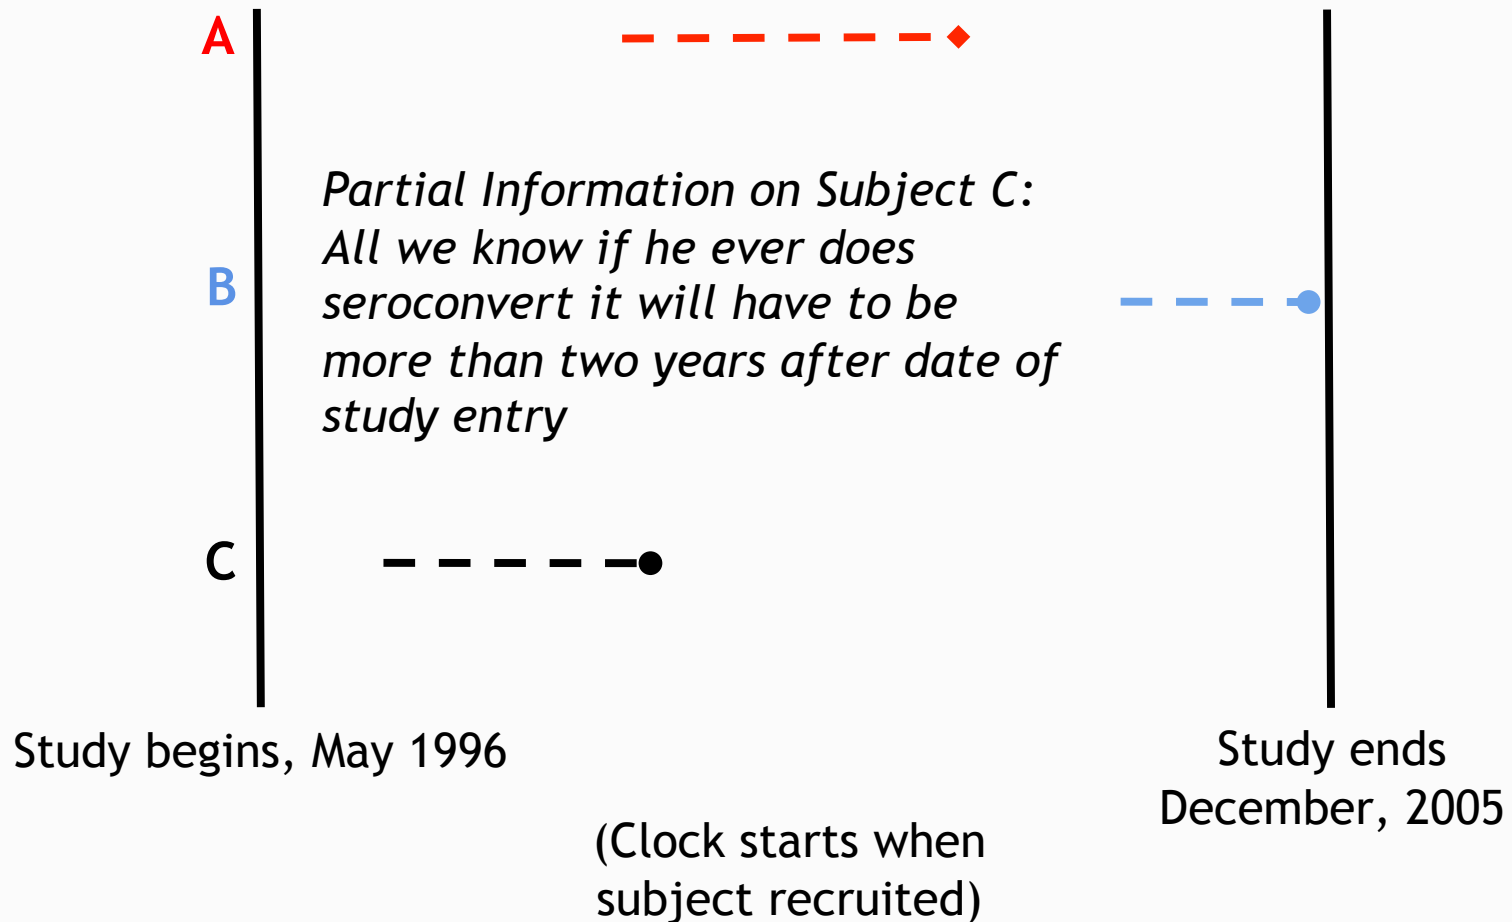 A
Partial Information on Subject C:
All we know if he ever does
seroconvert it will have to be
more than two years after date of
study entry
B
C
Study begins, May 1996
Study ends
December, 2005
(Clock starts when
subject recruited)